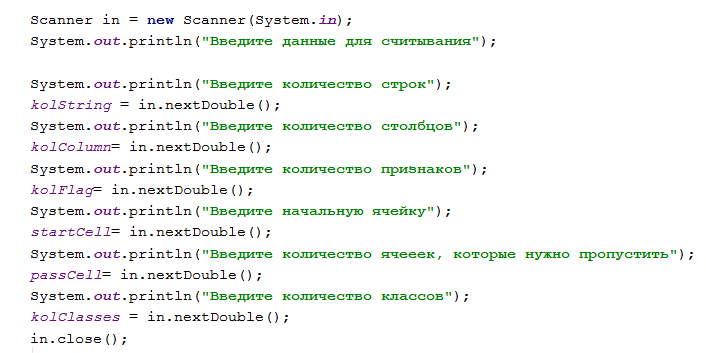 Scanner in = new Scanner(System.in);
System.out.println("Введите данные для считывания");
System.out.println("Введите количество строк");
kolString = in.nextDouble();
System.out.println("Введите количество столбцов");
kolColumn= in.nextDouble();
System.out.println("Введите количество признаков");
kolFlag= in.nextDouble();
System.out.println("Введите начальную ячейку");
startCell= in.nextDouble();
System.out.println("Введите количество ячееек, которые нужно пропустить");
passCell= in.nextDouble();
System.out.println("Введите количество классов");
kolClasses = in.nextDouble();
in.close();